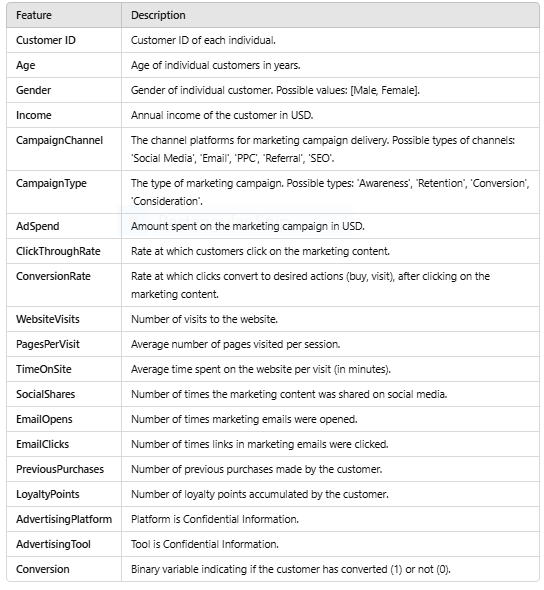 Feature Description
Customer ID Customer ID of each individual.
Age Age of individual customers in years.
Gender Gender of individual customer. Possible values: [Male, Female].
Income Annual income of the customer in USD.
CampaignChannel The channel platforms for marketing campaign delivery. Possible types of channels:
'Social Media', 'Email', 'PPC', 'Referral', 'SEO'.
CampaignType The type of marketing campaign. Possible types: 'Awareness', 'Retention', 'Conversion',
'Consideration'.
AdSpend Amount spent on the marketing campaign in USD.
ClickThroughRate Rate at which customers click on the marketing content.
ConversionRate Rate at which clicks convert to desired actions (buy, visit), after clicking on the
marketing content.
WebsiteVisits Number of visits to the website.
PagesPerVisit Average number of pages visited per session.
TimeOnSite Average time spent on the website per visit (in minutes).
SocialShares Number of times the marketing content was shared on social media.
EmailOpens Number of times marketing emails were opened.
EmailClicks Number of times links in marketing emails were clicked.
PreviousPurchases Number of previous purchases made by the customer.
LoyaltyPoints Number of loyalty points accumulated by the customer.
AdvertisingPlatform Platform is Confidential Information.
AdvertisingTool Tool is Confidential Information.
Conversion Binary variable indicating if the customer has converted (1) or not (0).